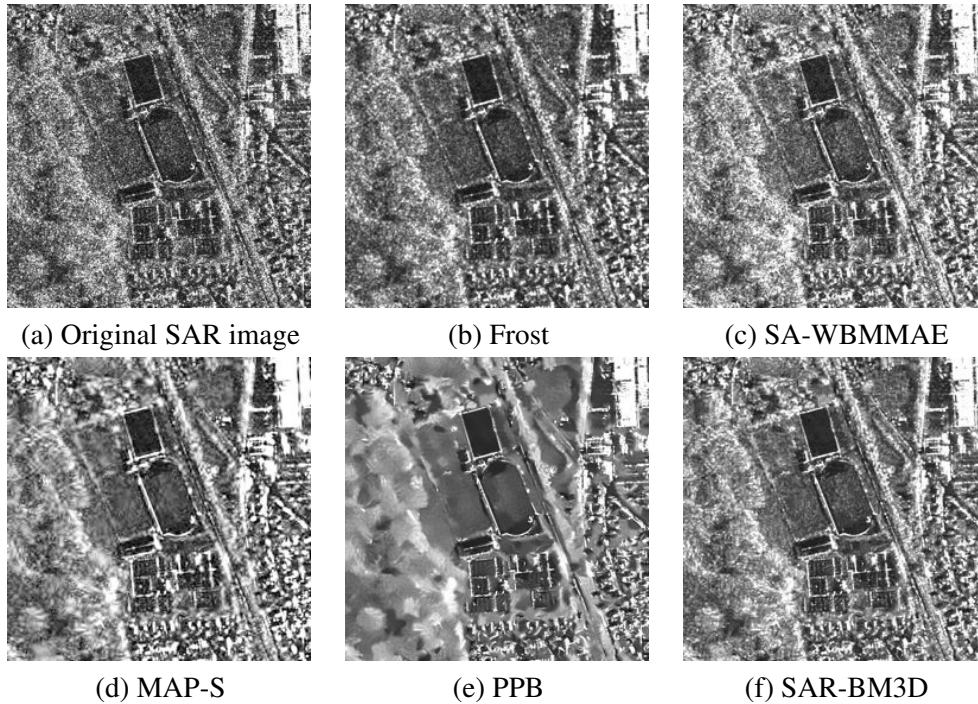 (a) Original SAR image
(b) Frost
(c) SA-WBMMAE
(d) MAP-S
(e) PPB
(f) SAR-BM3D